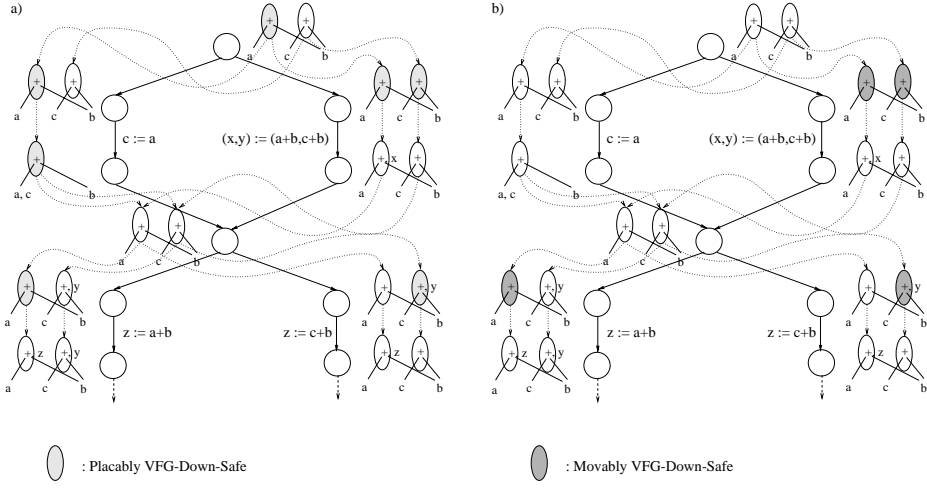 a)
b)
+ +
a c b
+ +
a c b
+ +
a c b
+ +
a c b
+ +
a c b
+ +
a c b
c := a
(x,y) := (a+b,c+b)
c := a
(x,y) := (a+b,c+b)
+
a, c b
+ x +
a c b
+
a, c b
+ x +
a c b
+ +
a c b
+ +
a c b
+ + y
a c b
+ + y
a c b
+ + y
a c b
+ + y
a c b
z := a+b
z := c+b
z := a+b
z := c+b
+ z + y
a c b
+ z +
a c b
+ z + y
a c b
+ z +
a c b
+ : Placably VFG-Down-Safe
+ : Movably VFG-Down-Safe